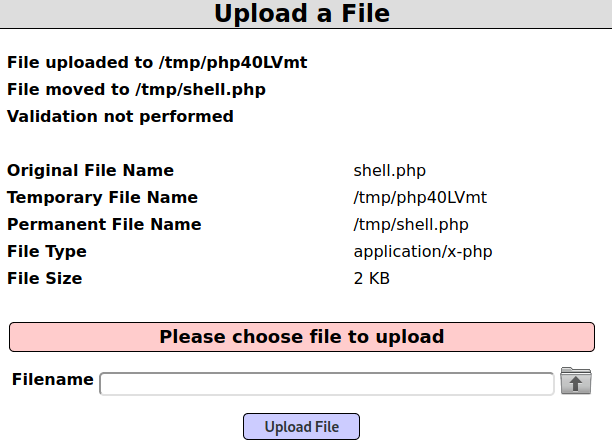 Upload a File
File uploaded to /tmp/php40LVmt
File moved to /tmp/shell.php
Validation not performed
Original File Name shell.php
Temporary File Name /tmp/php40LVmt
Permanent File Name /tmp/shell.php
File Type application/x-php
File Size 2 KB
Please choose file to upload
Filename
Upload File